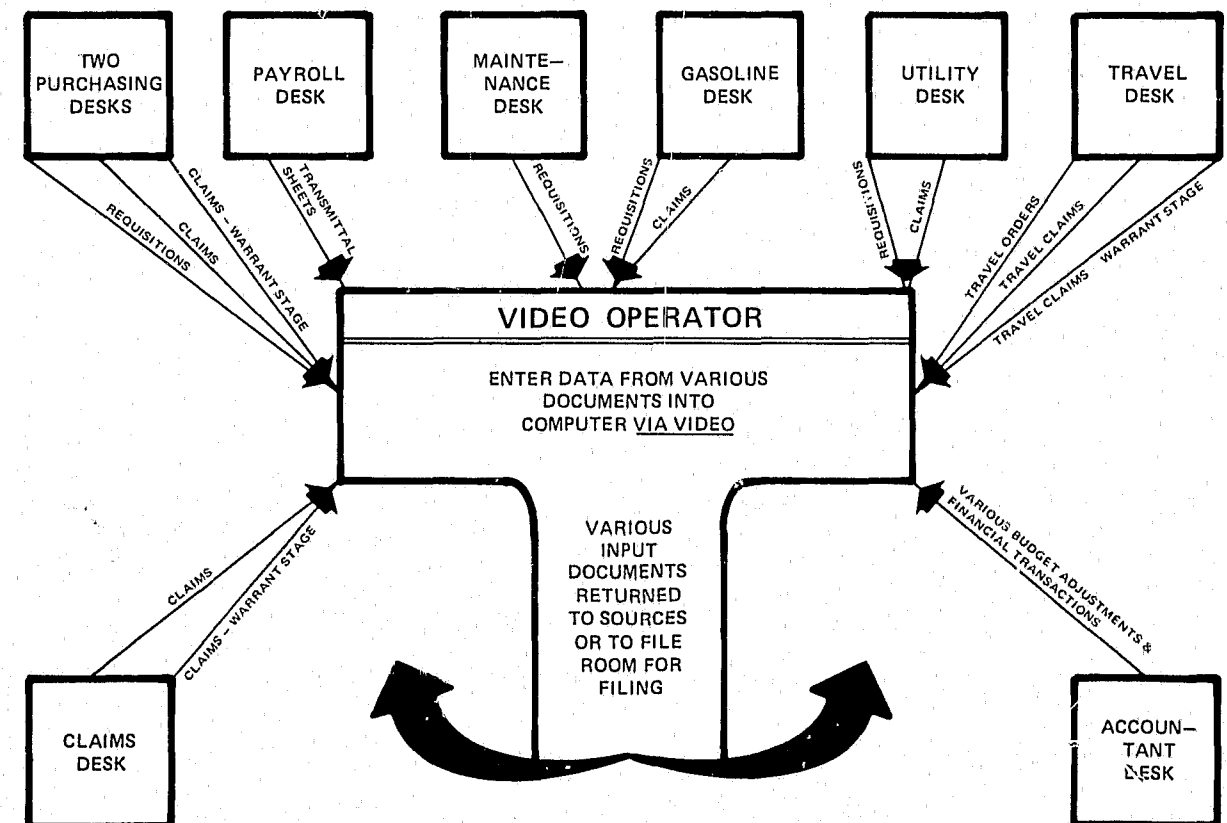 TWO
PURCHASING
DESKS
PAYROLL
DESK
MAINTE–
NANCE
DESK
GASOLINE
DESK
UTILITY
DESK
TRAVEL
DESK
REQUISITIONS
CLAIMS
CLAIMS – WARRANT STAGE
TRANSMITTAL
SHEETS
REQUISITIONS
REQUISITIONS
CLAIMS
REQUISITIONS
CLAIMS
TRAVEL ORDERS
TRAVEL CLAIMS
TRAVEL CLAIMS WARRANT STAGE
VIDEO OPERATOR
ENTER DATA FROM VARIOUS
DOCUMENTS INTO
COMPUTER VIA VIDEO
VARIOUS
INPUT
DOCUMENTS
RETURNED
TO SOURCES
OR TO FILE
ROOM FOR
FILING
CLAIMS
CLAIMS – WARRANT STAGE
VARIOUS BUDGET ADJUSTMENTS &
FINANCIAL TRANSACTIONS
CLAIMS
DESK
ACCOUN–
TANT
DESK